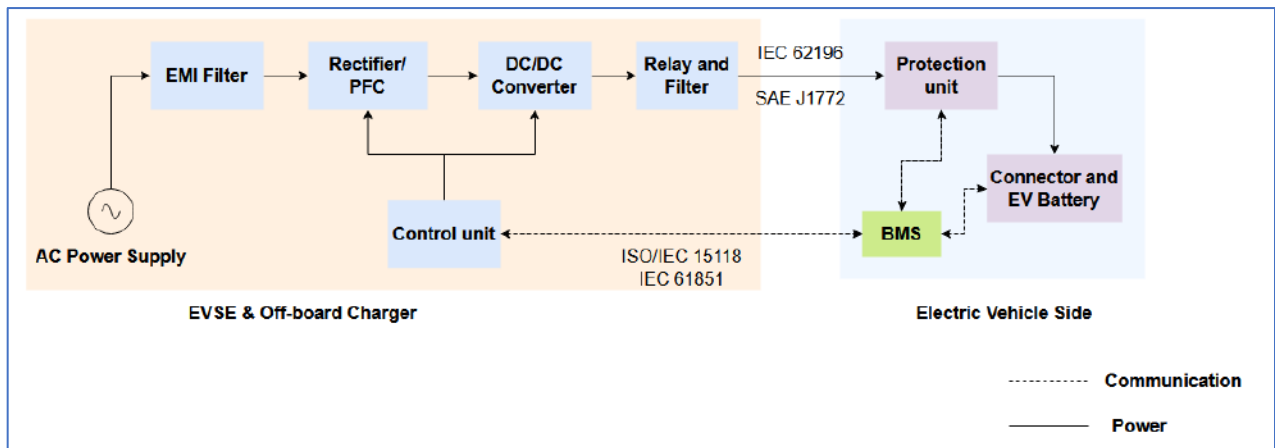 EMI Filter
Rectifier/
PFC
DC/DC
Converter
Relay and
Filter
IEC 62196
SAE J1772
Protection
unit
Connector and
EV Battery
Control unit
BMS
AC Power Supply
ISO/IEC 15118
IEC 61851
EVSE & Off-board Charger
Electric Vehicle Side
Communication
Power